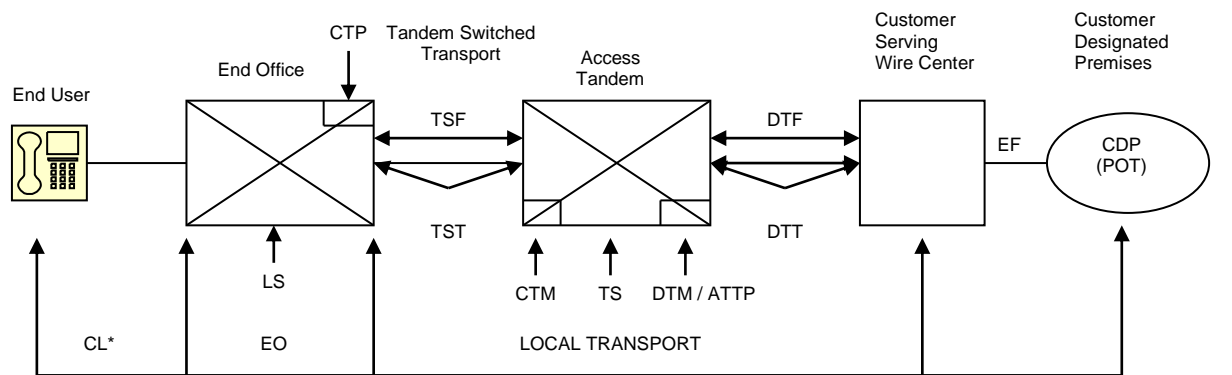 CTP
Tandem Switched
Transport
Customer
Serving
Wire Center
Customer
Designated
Premises
End Office
Access
Tandem
End User
TSF
DTF
EF
CDP
(POT)
TST
DTT
LS
CTM
TS
DTM / ATTP
CL*
EO
LOCAL TRANSPORT